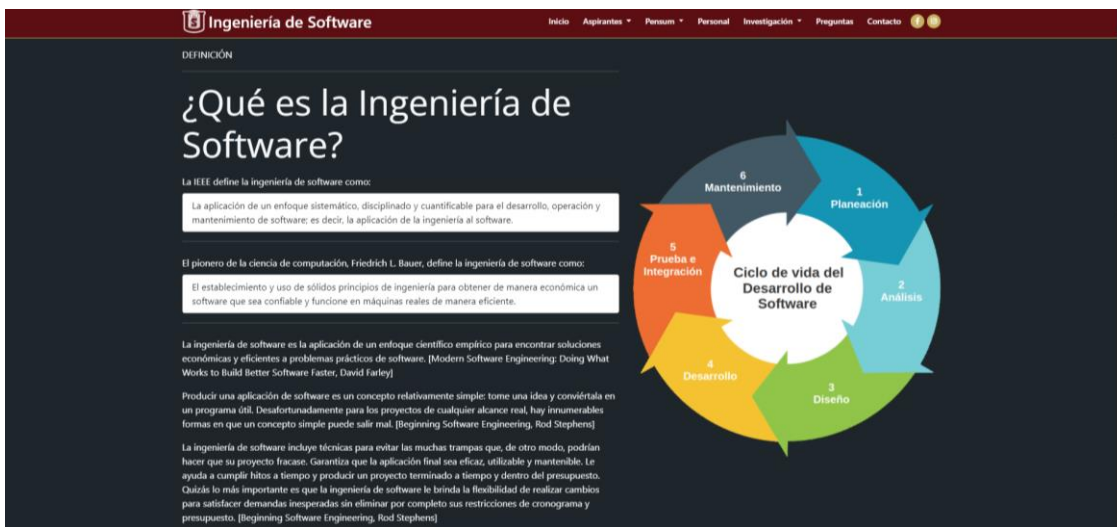 Ingeniería de Software
Inicio Aspirantes Pensum Personal Investigación Preguntas Contacto
DEFINICIÓN
¿Qué es la Ingeniería de
Software?
La IEEE define la ingeniería de software como:
La aplicación de un enfoque sistemático, disciplinado y cuantificable para el desarrollo, operación y
mantenimiento de software; es decir, la aplicación de la ingeniería al software.
El pionero de la ciencia de computación, Friedrich L. Bauer, define la ingeniería de software como:
El establecimiento y uso de sólidos principios de ingeniería para obtener de manera económica un
software que sea confiable y funcione en máquinas reales de manera eficiente.
La ingeniería de software es la aplicación de un enfoque científico empírico para encontrar soluciones
económicas y eficientes a problemas prácticos de software. [Modern Software Engineering: Doing What
Works to Build Better Software Faster, David Farley]
Producir una aplicación de software es un concepto relativamente simple: tome una idea y conviértala en
un programa útil. Desafortunadamente para los proyectos de cualquier alcance real, hay innumerables
formas en que un concepto simple puede salir mal. [Beginning Software Engineering, Rod Stephens]
La ingeniería de software incluye técnicas para evitar las muchas trampas que, de otro modo, podrían
hacer que su proyecto fracase. Garantiza que la aplicación final sea eficaz, utilizable y mantenible. Le
ayuda a cumplir hitos a tiempo y producir un proyecto terminado a tiempo y dentro del presupuesto.
Quizás lo más importante es que la ingeniería de software le brinda la flexibilidad de realizar cambios
para satisfacer demandas inesperadas sin eliminar por completo sus restricciones de cronograma y
presupuesto. [Beginning Software Engineering, Rod Stephens]
Ciclo de vida del
Desarrollo de
Software
1
Planeación
2
Análisis
3
Diseño
4
Desarrollo
5
Prueba e
Integración
6
Mantenimiento